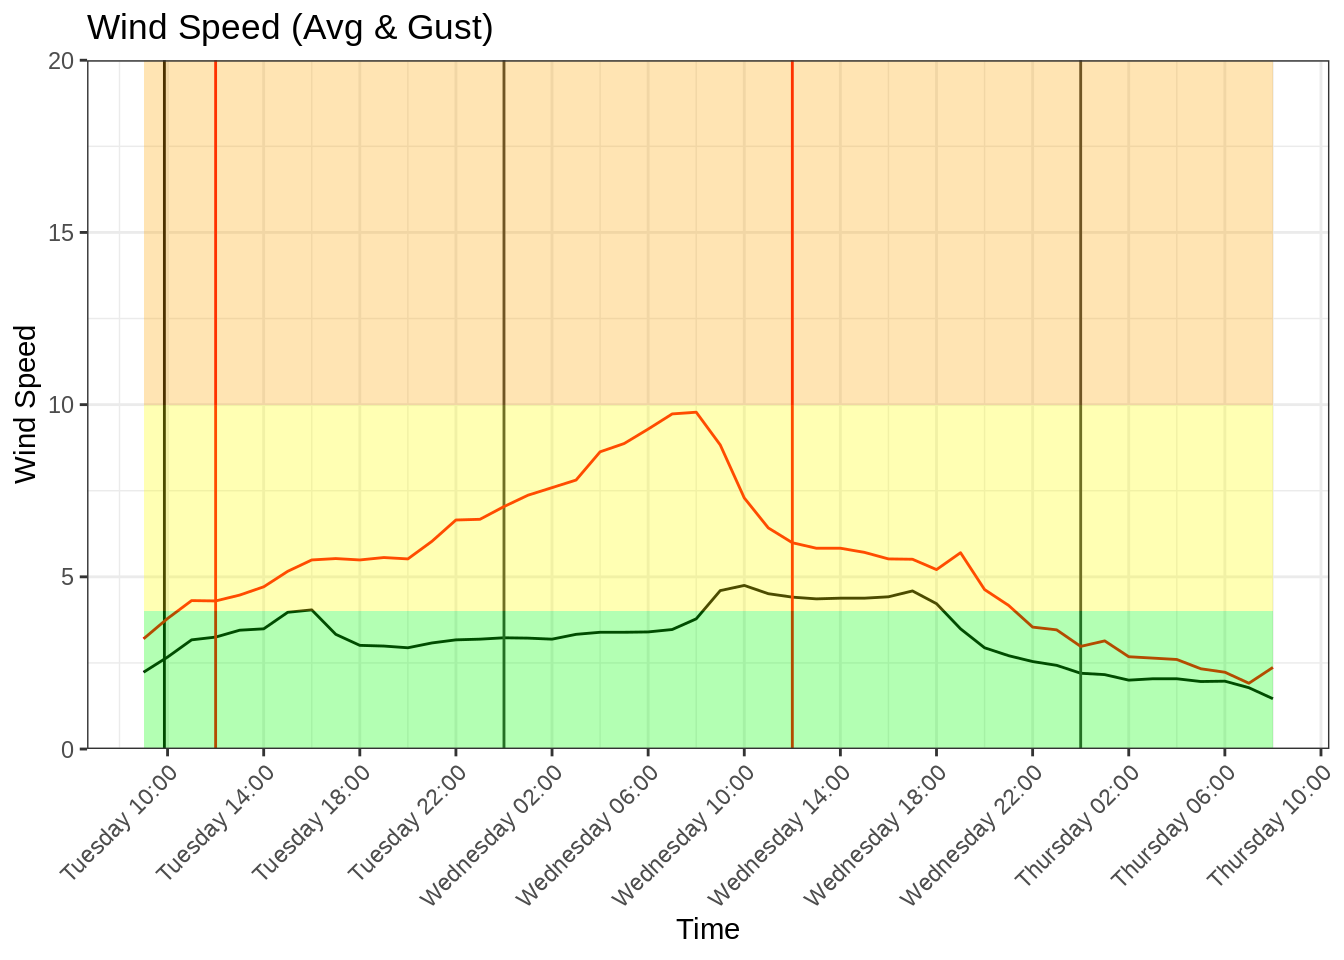 Wind Speed (Avg & Gust)
20
15
10
5
0
Wind Speed
Tuesday 10:00
Tuesday 14:00
Tuesday 18:00
Tuesday 22:00
Wednesday 02:00
Wednesday 06:00
Wednesday 10:00
Wednesday 14:00
Wednesday 18:00
Wednesday 22:00
Thursday 02:00
Thursday 06:00
Thursday 10:00
Time